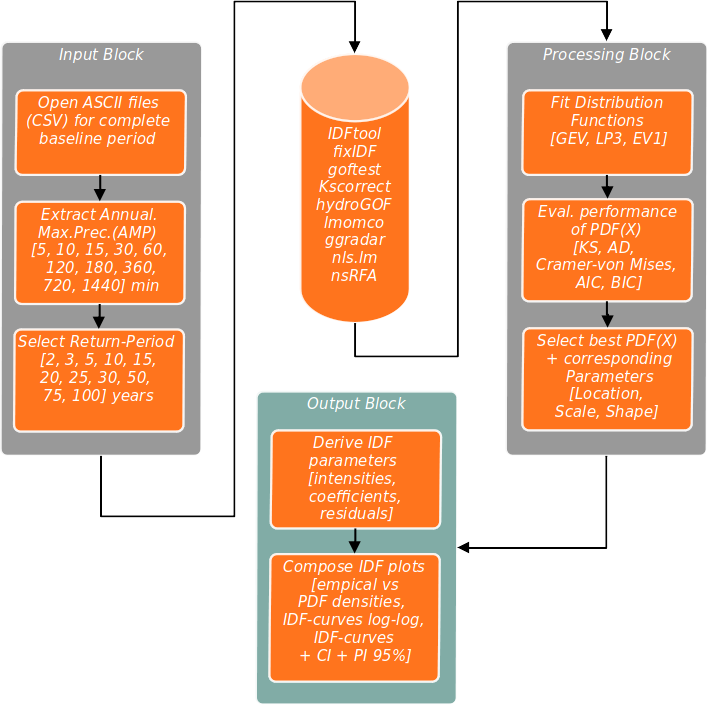 Input Block
Open ASCII files
(CSV) for complete
baseline period
Extract Annual.
Max.Prec.(AMP)
[5, 10, 15, 30, 60,
120, 180, 360,
720, 1440] min
Select Return-Period
[2, 3, 5, 10, 15,
20, 25, 30, 50,
75, 100] years
IDFtool
fixIDF
goftest
Kscorrect
hydroGOF
lmomco
ggradar
nls.lm
nsRFA
Processing Block
Fit Distribution
Functions
[GEV, LP3, EV1]
Eval. performance
of PDF(X)
[KS, AD,
Cramer-von Mises,
AIC, BIC]
Select best PDF(X)
+ corresponding
Parameters
[Location,
Scale, Shape]
Output Block
Derive IDF
parameters
[intensities,
coefficients,
residuals]
Compose IDF plots
[empical vs
PDF densities,
IDF-curves log-log,
IDF-curves
+ CI + PI 95%]